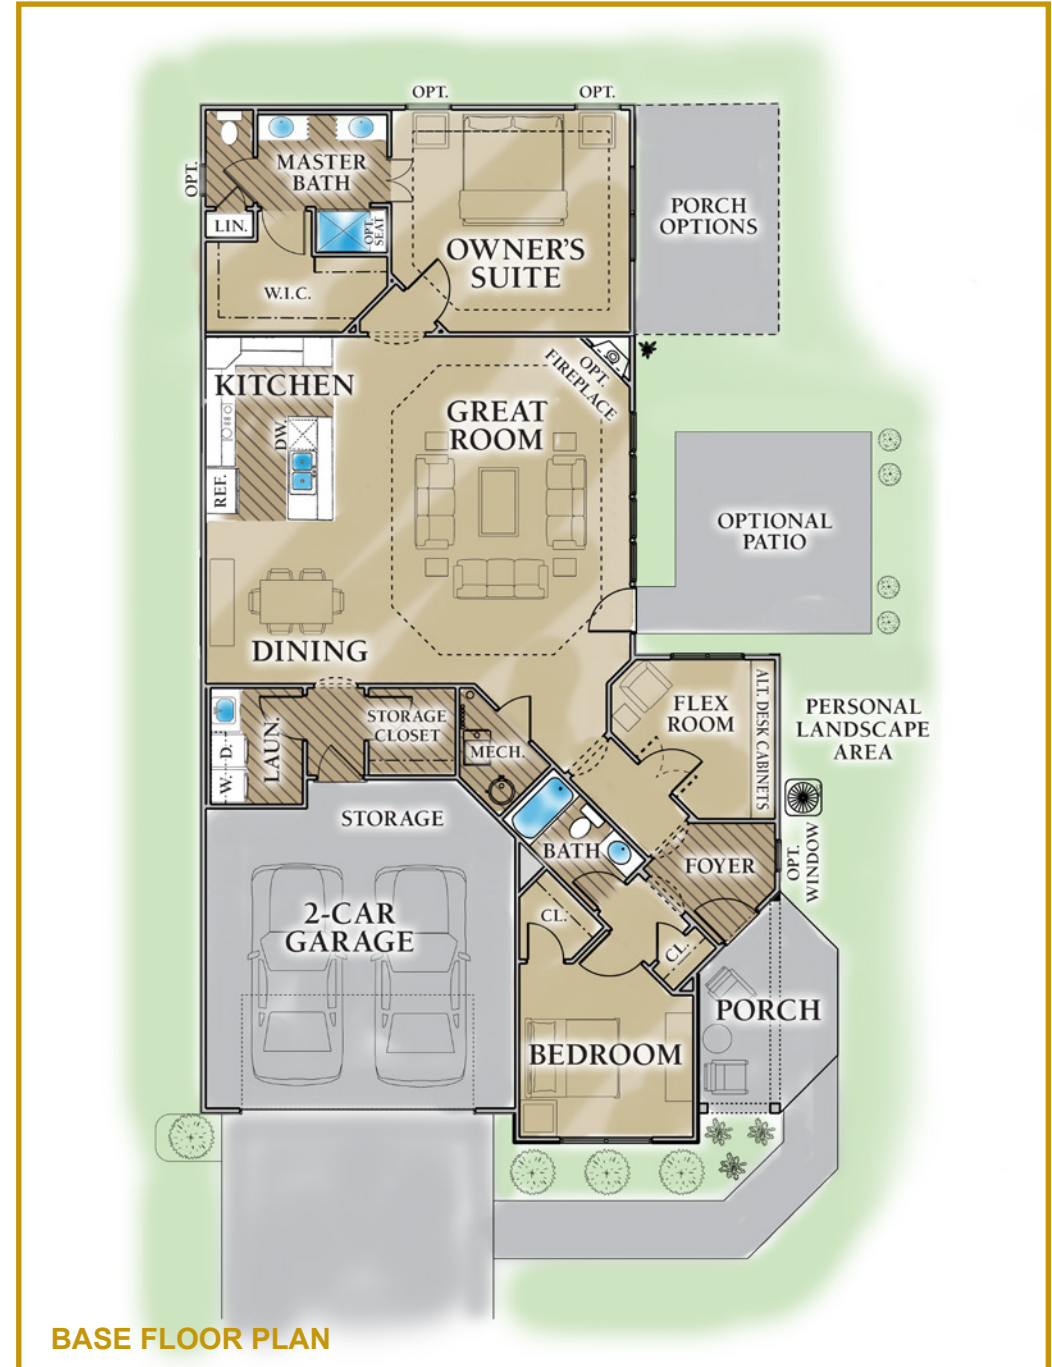 OPT.
OPT.
OPT.
MASTER
BATH
LIN.
OPT.
SEAT
W.I.C.
OWNER'S
SUITE
PORCH
OPTIONS
KITCHEN
DW.
REF.
GREAT
ROOM
OPT.
FIREPLACE
OPTIONAL
PATIO
DINING
LAUN.
W.
D.
STORAGE
CLOSET
MECH.
FLEX
ROOM
ALT. DESK CABINETS
PERSONAL
LANDSCAPE
AREA
STORAGE
BATH
FOYER
OPT.
WINDOW
2-CAR
GARAGE
CL.
CL.
PORCH
BEDROOM
BASE FLOOR PLAN